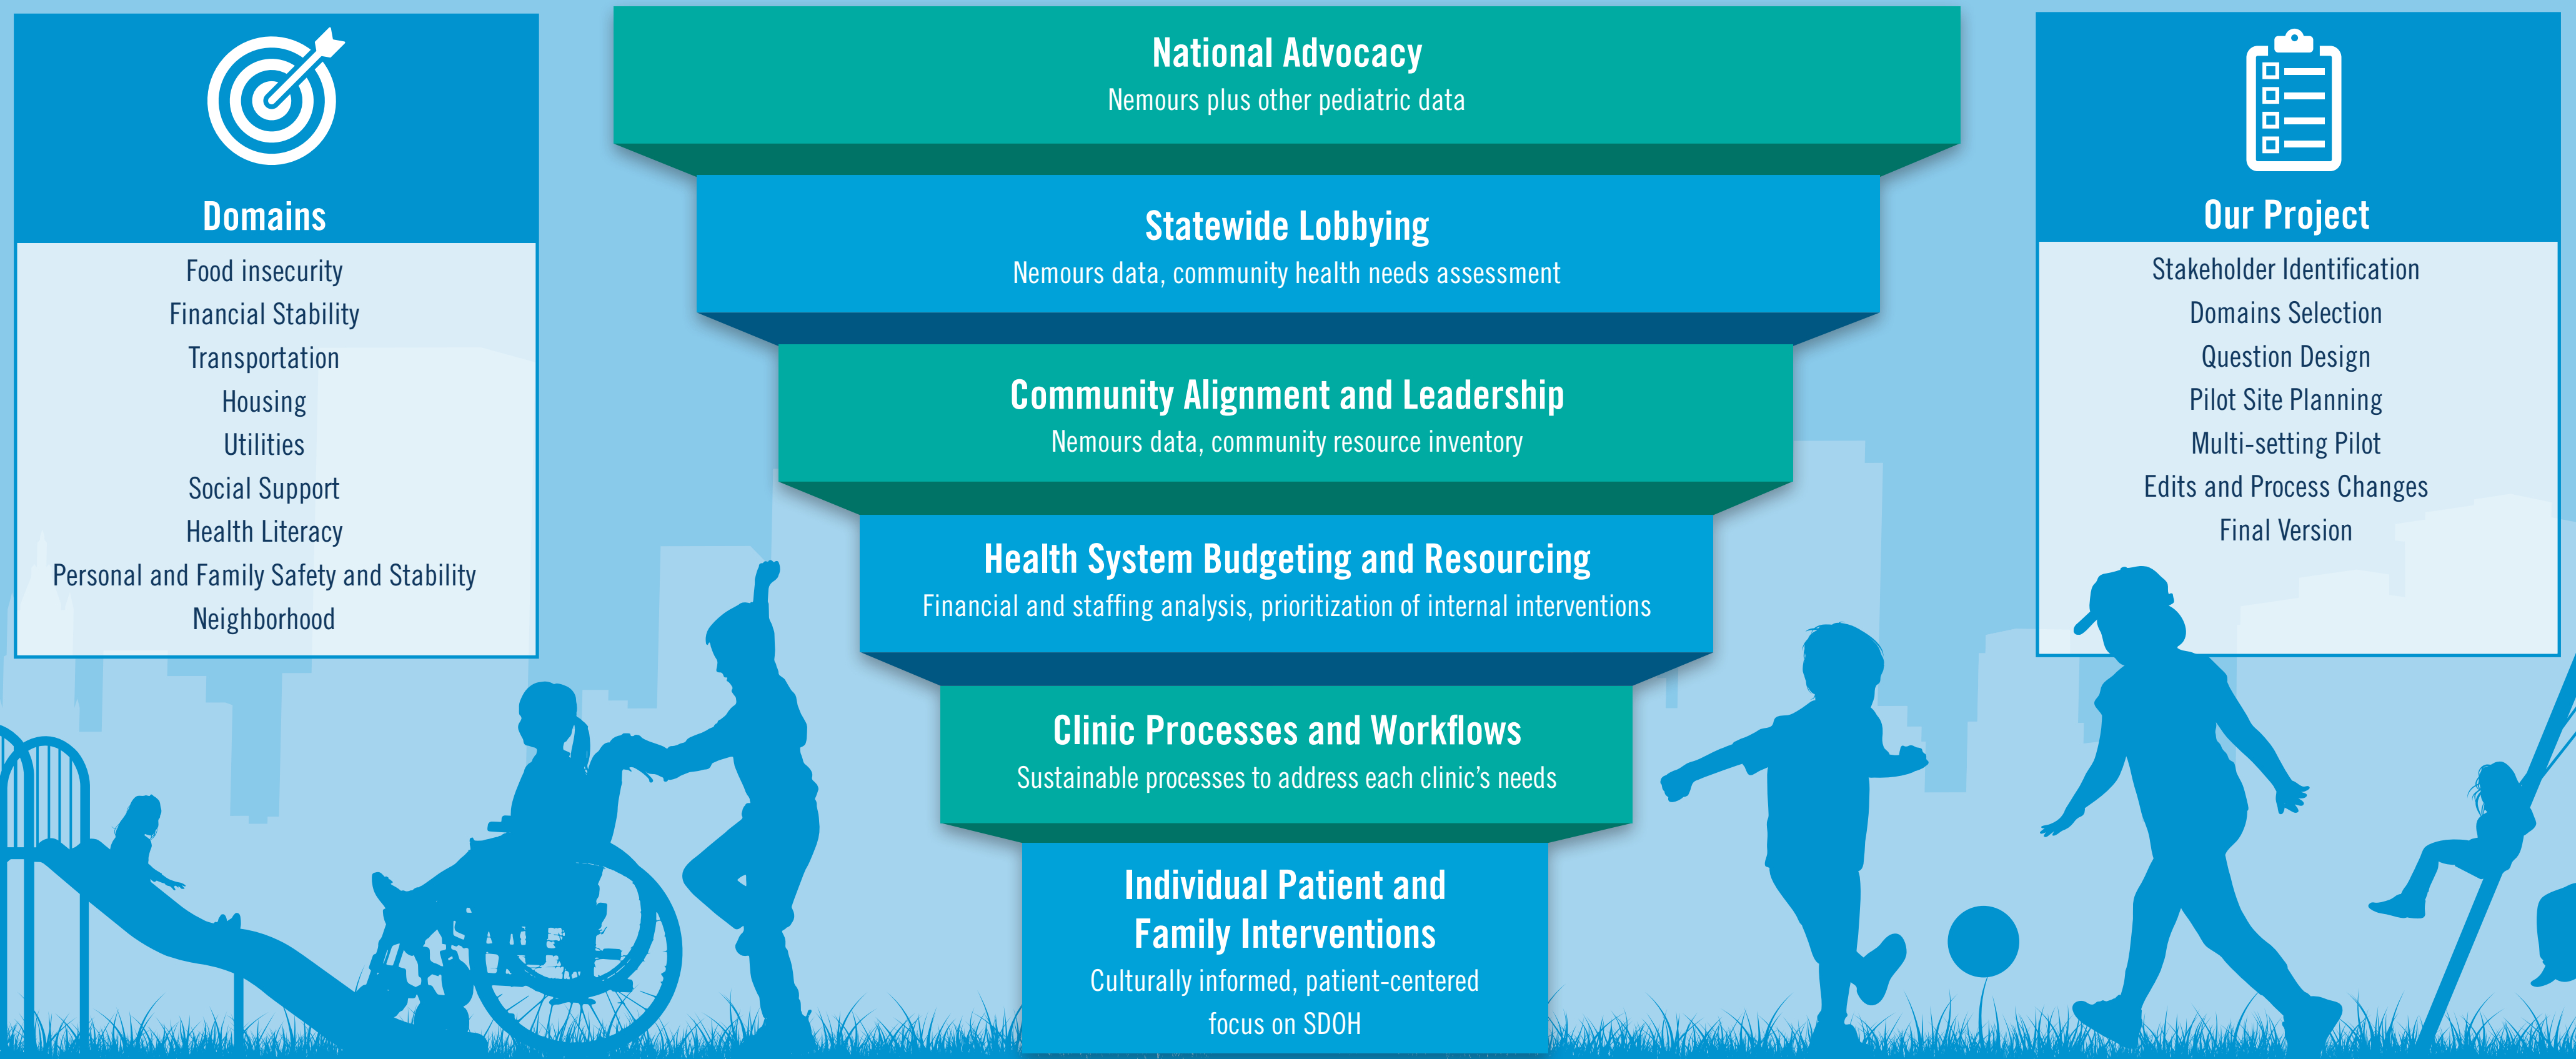 Domains
Food insecurity
Financial Stability
Transportation
Housing
Utilities
Social Support
Health Literacy
Personal and Family Safety and Stability
Neighborhood
National Advocacy
Nemours plus other pediatric data
Statewide Lobbying
Nemours data, community health needs assessment
Community Alignment and Leadership
Nemours data, community resource inventory
Health System Budgeting and Resourcing
Financial and staffing analysis, prioritization of internal interventions
Clinic Processes and Workflows
Sustainable processes to address each clinic’s needs
Individual Patient and
Family Interventions
Culturally informed, patient-centered
focus on SDOH
Our Project
Stakeholder Identification
Domains Selection
Question Design
Pilot Site Planning
Multi-setting Pilot
Edits and Process Changes
Final Version